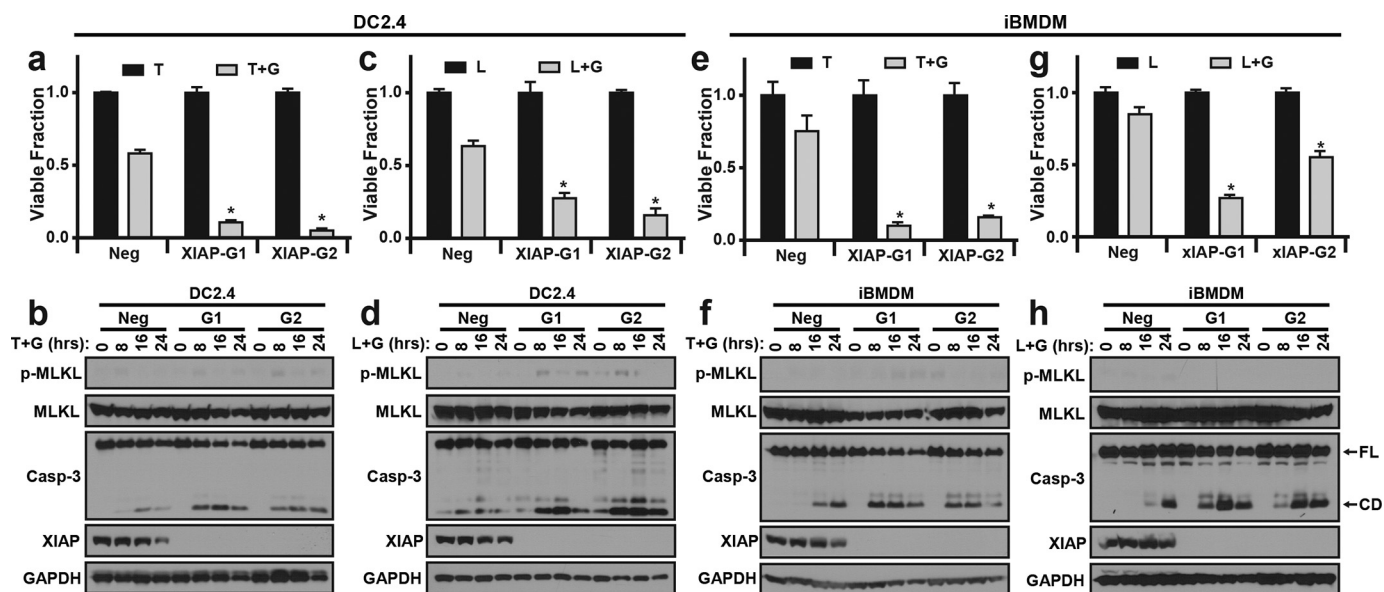 DC2.4
iBMDM
a
T
T+G
Viable Fraction
1.0
0.5
0.0
Neg
XIAP-G1
XIAP-G2
*
*
c
L
L+G
1.0
0.5
0.0
Neg
XIAP-G1
XIAP-G2
*
*
e
T
T+G
Viable Fraction
1.0
0.5
0.0
Neg
XIAP-G1
XIAP-G2
*
*
g
L
L+G
1.0
0.5
0.0
Neg
xIAP-G1
xIAP-G2
*
*
b
DC2.4
Neg G1 G2
T+G (hrs): 0 8 16 24 0 8 16 24 0 8 16 24
p-MLKL
MLKL
Casp-3
XIAP
GAPDH
d
DC2.4
Neg G1 G2
L+G (hrs): 0 8 16 24 0 8 16 24 0 8 16 24
p-MLKL
MLKL
Casp-3
XIAP
GAPDH
f
iBMDM
Neg G1 G2
T+G (hrs): 0 8 16 24 0 8 16 24 0 8 16 24
p-MLKL
MLKL
Casp-3
XIAP
GAPDH
h
iBMDM
Neg G1 G2
L+G (hrs): 0 8 16 24 0 8 16 24 0 8 16 24
p-MLKL
MLKL
Casp-3
←FL
←CD
XIAP
GAPDH